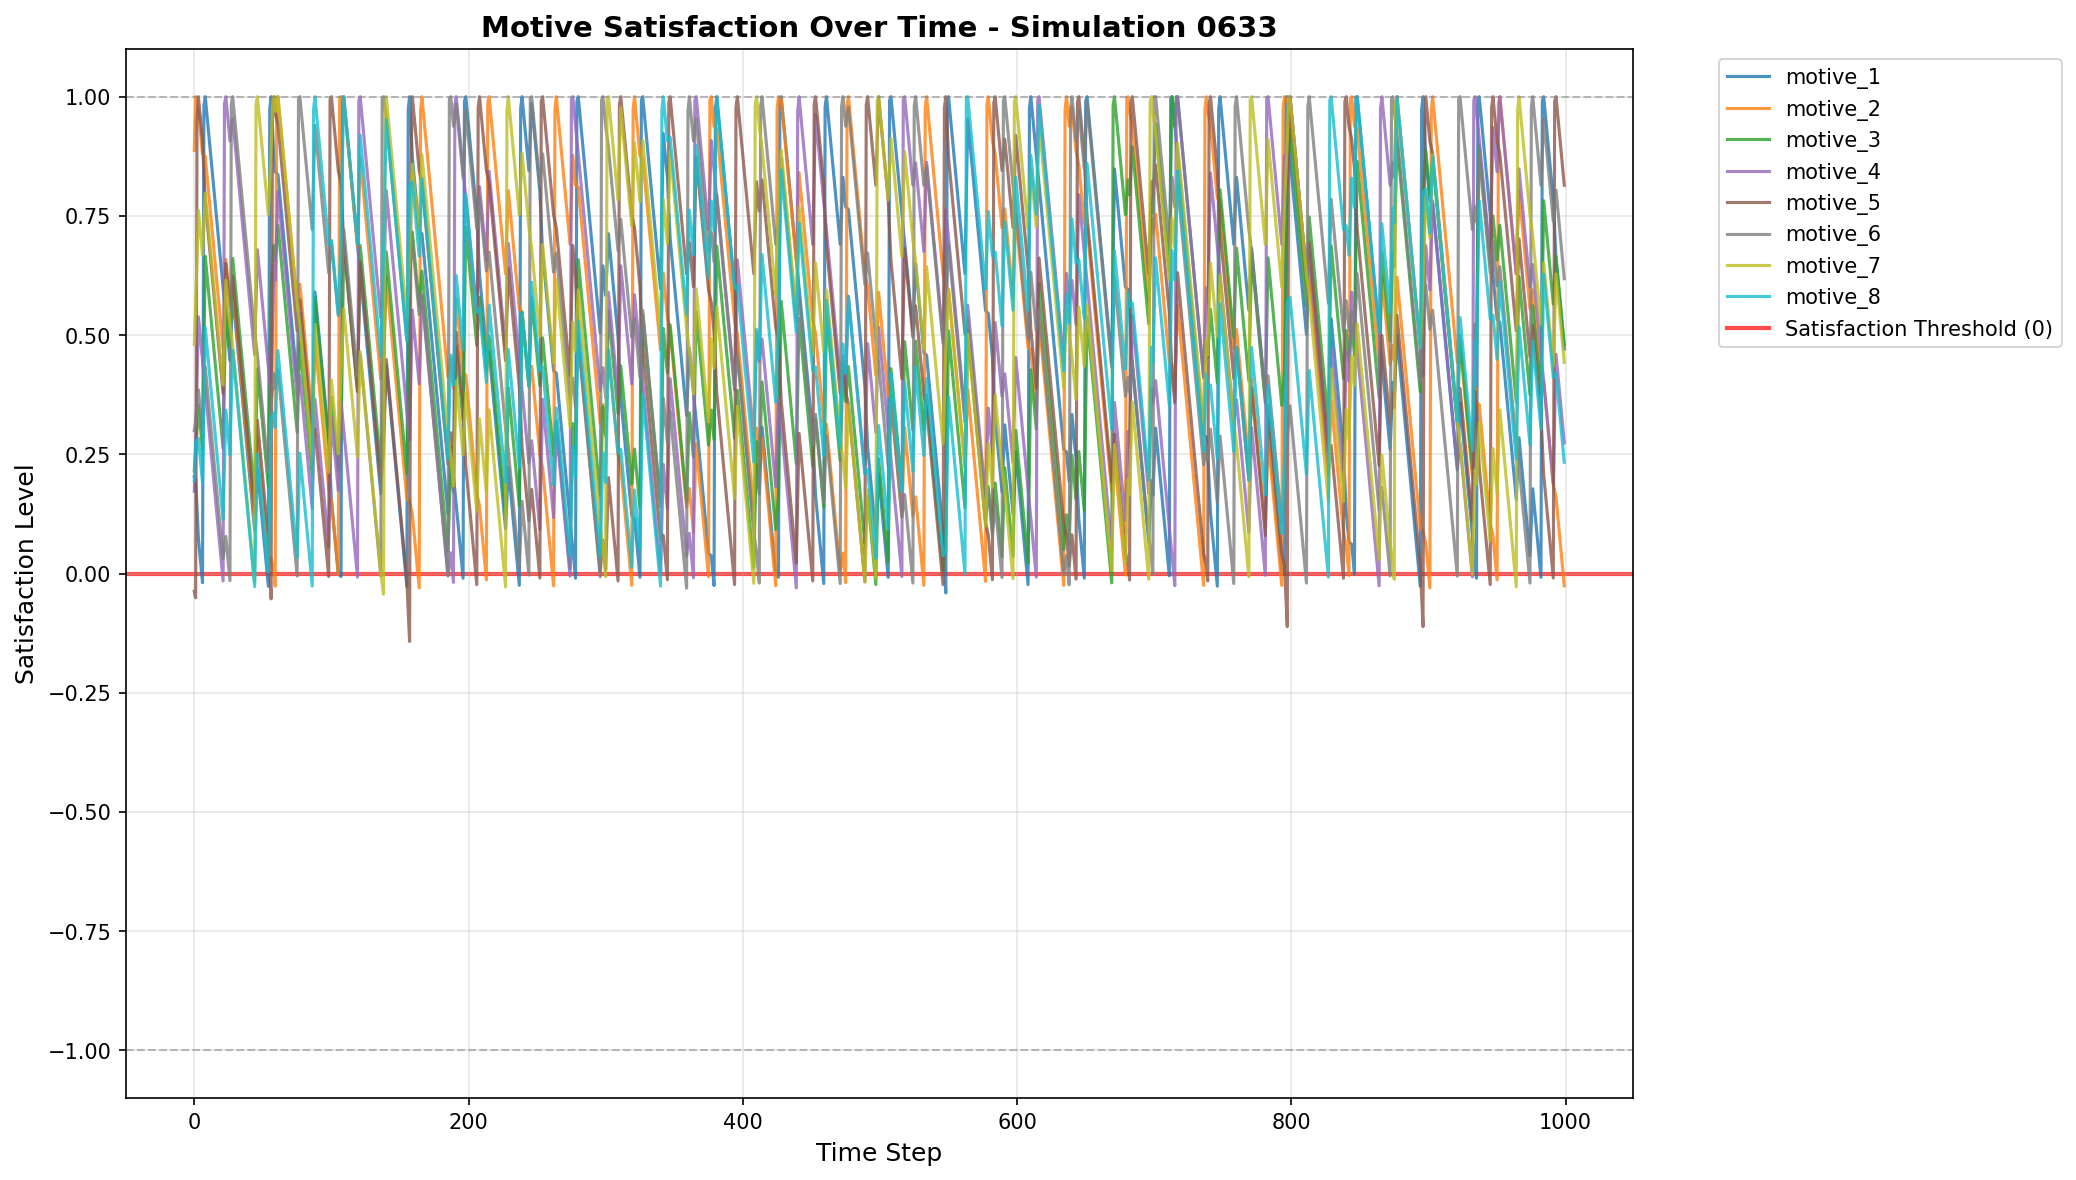 Motive Satisfaction Over Time - Simulation 0633
1.00
0.75
0.50
0.25
0.00
−0.25
−0.50
−0.75
−1.00
Satisfaction Level
0
200
400
600
800
1000
Time Step
motive_1
motive_2
motive_3
motive_4
motive_5
motive_6
motive_7
motive_8
Satisfaction Threshold (0)